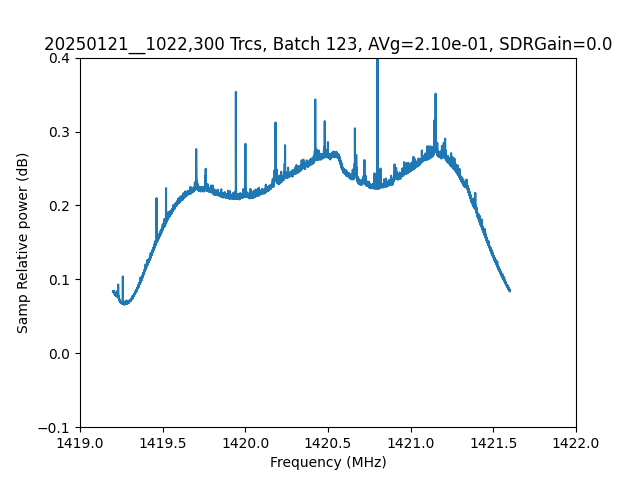 20250121__1022,300 Trcs, Batch 123, AVg=2.10e-01, SDRGain=0.0
0.4
0.3
0.2
0.1
0.0
−0.1
Samp Relative power (dB)
1419.0 1419.5 1420.0 1420.5 1421.0 1421.5 1422.0
Frequency (MHz)